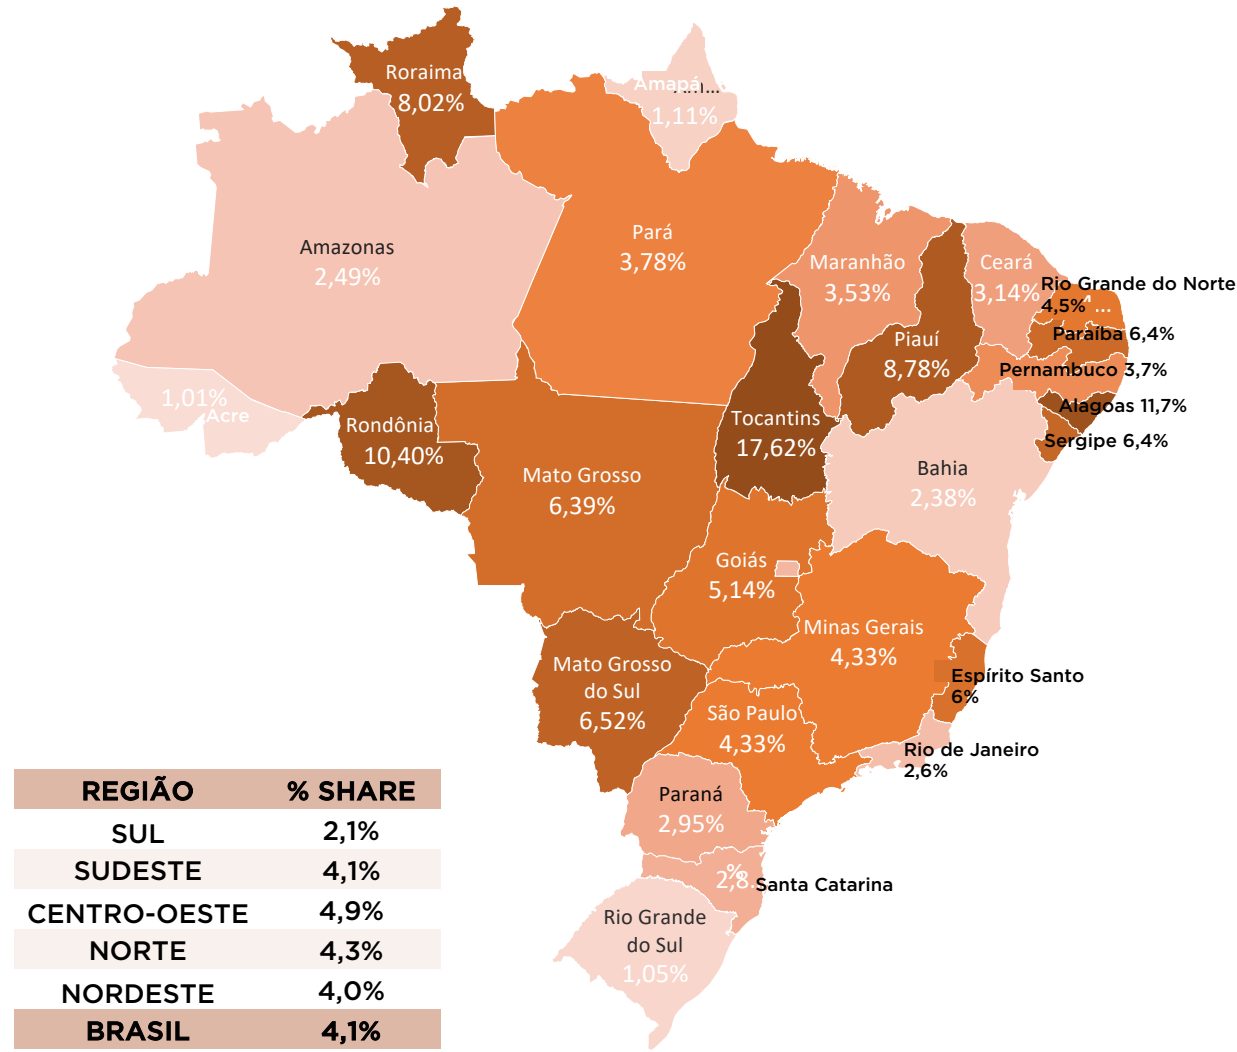 Roraima
8,02%
Amapá
1,11%
Amazonas
2,49%
Pará
3,78%
Maranhão
3,53%
Ceará
3,14%
Rio Grande do Norte
4,5%
Paraíba 6,4%
Piauí
8,78%
Pernambuco 3,7%
Alagoas 11,7%
Sergipe 6,4%
1,01%
Acre
Rondônia
10,40%
Tocantins
17,62%
Mato Grosso
6,39%
Bahia
2,38%
Goiás
5,14%
Minas Gerais
4,33%
Mato Grosso
do Sul
6,52%
Espírito Santo
6%
São Paulo
4,33%
Rio de Janeiro
2,6%
Paraná
2,95%
2,8...
%
Santa Catarina
Rio Grande
do Sul
1,05%
REGIÃO % SHARE
SUL 2,1%
SUDESTE 4,1%
CENTRO-OESTE 4,9%
NORTE 4,3%
NORDESTE 4,0%
BRASIL 4,1%